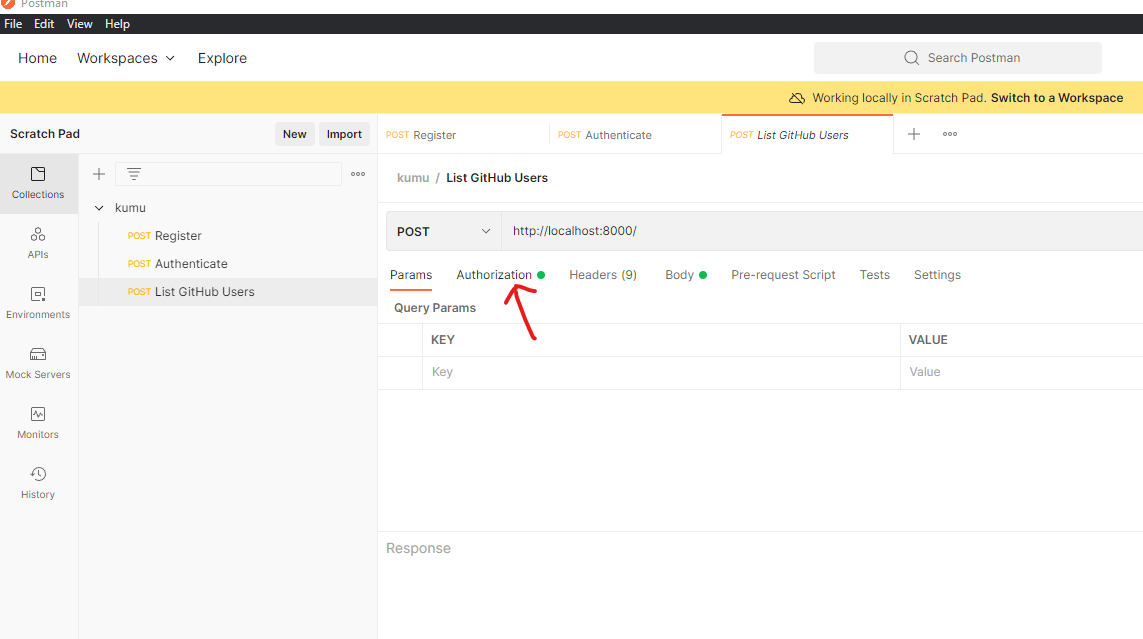 Postman
File Edit View Help
Home Workspaces Explore Search Postman
Working locally in Scratch Pad. Switch to a Workspace
Scratch Pad New Import
POST Register POST Authenticate POST List GitHub Users
Collections
APIs
Environments
Mock Servers
Monitors
History
kumu
POST Register
POST Authenticate
POST List GitHub Users
kumu / List GitHub Users
POST http://localhost:8000/
Params Authorization Headers (9) Body Pre-request Script Tests Settings
Query Params
KEY VALUE
Key Value
Response